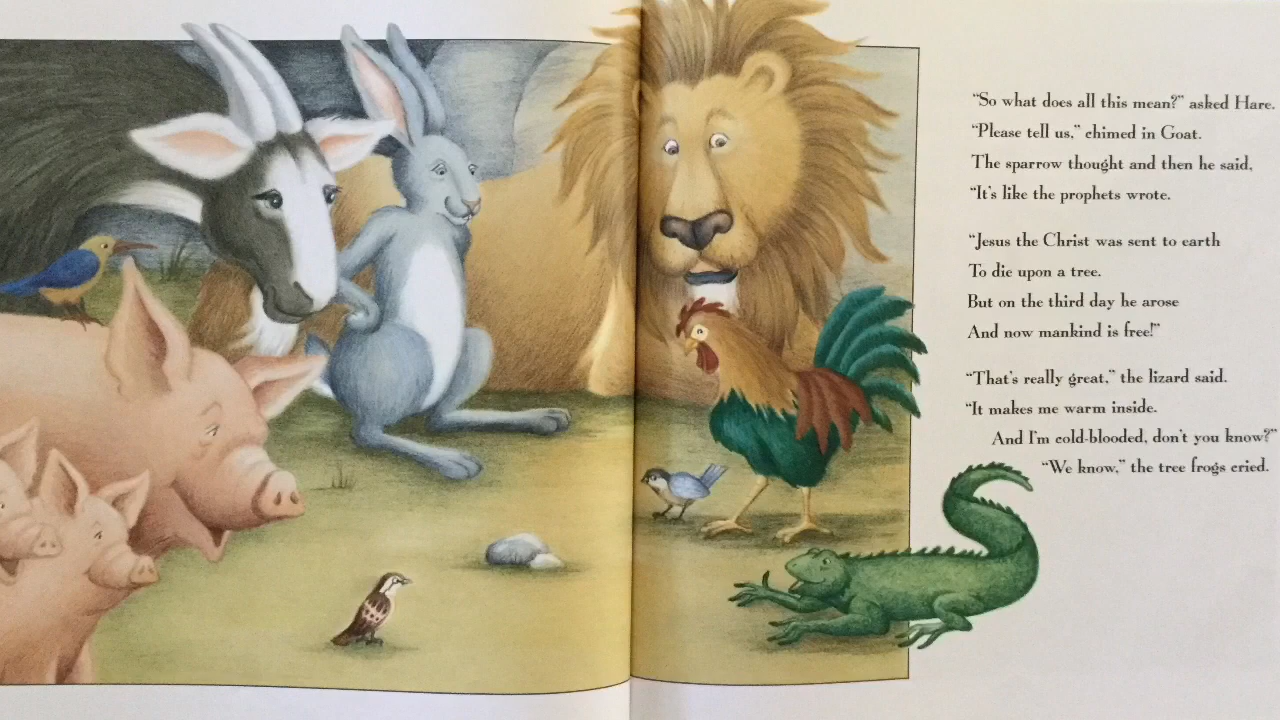 “So what does all this mean?” asked Hare.
“Please tell us,” chimed in Goat.
The sparrow thought and then he said,
“It’s like the prophets wrote.
“Jesus the Christ was sent to earth
To die upon a tree.
But on the third day he arose
And now mankind is free!”
“That’s really great,” the lizard said.
“It makes me warm inside.
And I’m cold-blooded, don’t you know?”
“We know,” the tree frogs cried.